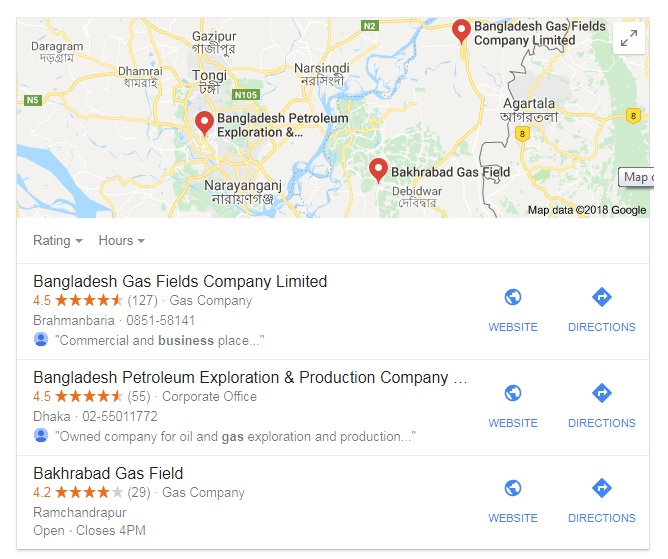 Bangladesh Gas Fields
Company Limited
N2
Daragram
দড়গ্রাম
Gazipur
গাজীপুর
Dhamrai
ধামরাই
Tongi
টঙ্গী
Narsingdi
নরসিংদী
N5
N105
Agartala
আগরতলা
8
8
Bangladesh Petroleum
Exploration &...
Bakhrabad Gas Field
Map
Narayanganj
নারায়ণগঞ্জ
Debidwar
দেবিদ্বার
Map data ©2018 Google
Rating
Hours
Bangladesh Gas Fields Company Limited
4.5 (127) · Gas Company
Brahmanbaria · 0851-58141
"Commercial and business place..."
WEBSITE
DIRECTIONS
Bangladesh Petroleum Exploration & Production Company ...
4.5 (55) · Corporate Office
Dhaka · 02-55011772
"Owned company for oil and gas exploration and production..."
WEBSITE
DIRECTIONS
Bakhrabad Gas Field
4.2 (29) · Gas Company
Ramchandrapur
Open · Closes 4PM
WEBSITE
DIRECTIONS